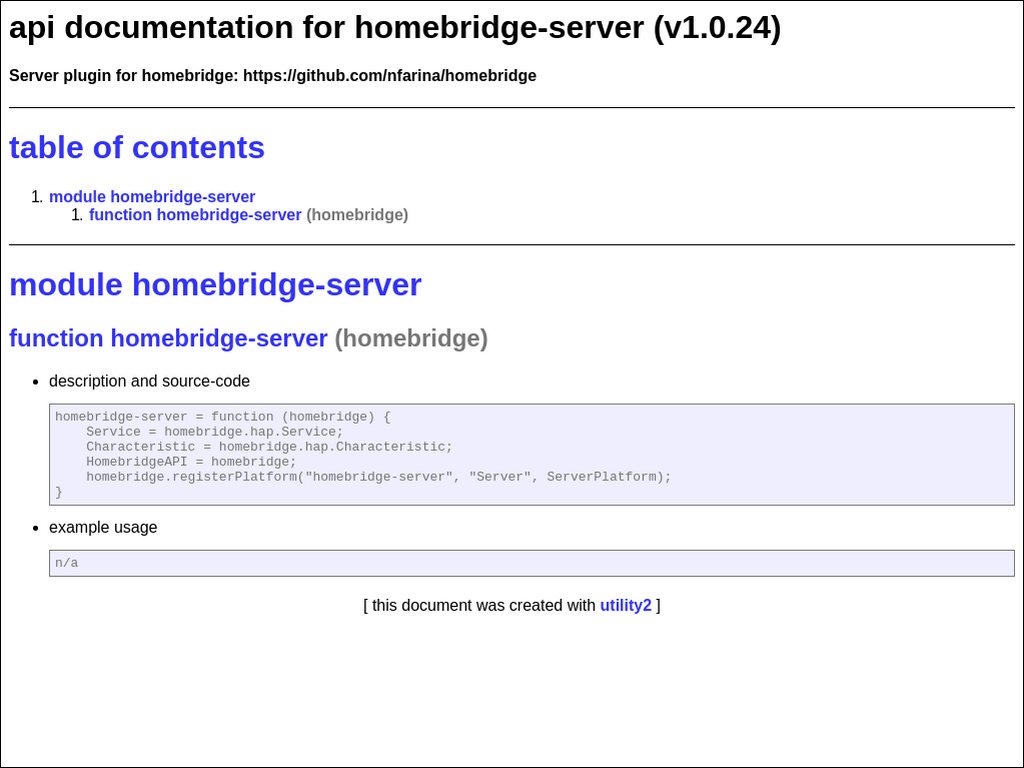 api documentation for homebridge-server (v1.0.24)
Server plugin for homebridge: https://github.com/nfarina/homebridge
table of contents
1. module homebridge-server
1. function homebridge-server (homebridge)
module homebridge-server
function homebridge-server (homebridge)
• description and source-code
homebridge-server = function (homebridge) {
    Service = homebridge.hap.Service;
    Characteristic = homebridge.hap.Characteristic;
    HomebridgeAPI = homebridge;
    homebridge.registerPlatform("homebridge-server", "Server", ServerPlatform);
}
• example usage
n/a
[ this document was created with utility2 ]